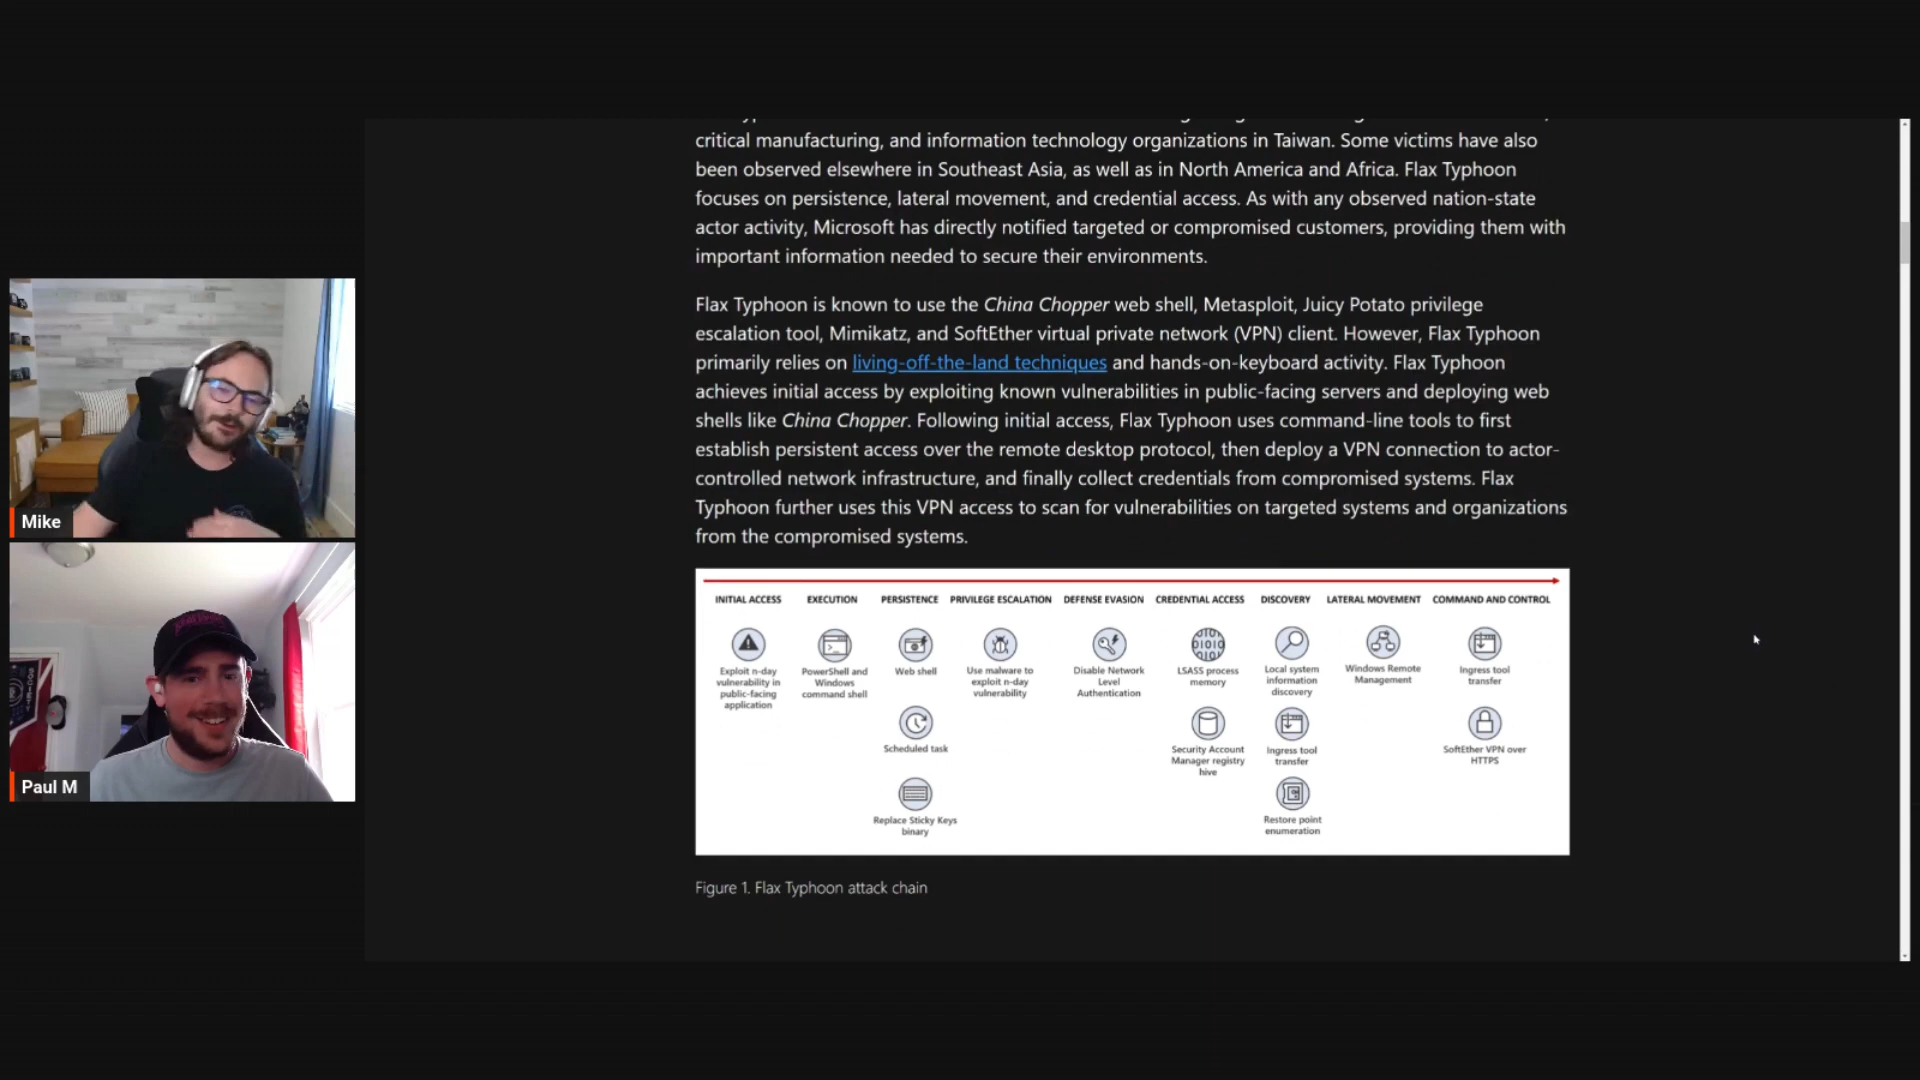 critical manufacturing, and information technology organizations in Taiwan. Some victims have also
been observed elsewhere in Southeast Asia, as well as in North America and Africa. Flax Typhoon
focuses on persistence, lateral movement, and credential access. As with any observed nation-state
actor activity, Microsoft has directly notified targeted or compromised customers, providing them with
important information needed to secure their environments.
Flax Typhoon is known to use the China Chopper web shell, Metasploit, Juicy Potato privilege
escalation tool, Mimikatz, and SoftEther virtual private network (VPN) client. However, Flax Typhoon
primarily relies on living-off-the-land techniques and hands-on-keyboard activity. Flax Typhoon
achieves initial access by exploiting known vulnerabilities in public-facing servers and deploying web
shells like China Chopper. Following initial access, Flax Typhoon uses command-line tools to first
establish persistent access over the remote desktop protocol, then deploy a VPN connection to actor-
controlled network infrastructure, and finally collect credentials from compromised systems. Flax
Typhoon further uses this VPN access to scan for vulnerabilities on targeted systems and organizations
from the compromised systems.
INITIAL ACCESS
Exploit n-day
vulnerability in
public-facing
application
EXECUTION
PowerShell and
Windows
command shell
PERSISTENCE
Web shell
Scheduled task
Replace Sticky Keys
binary
PRIVILEGE ESCALATION
Use malware to
exploit n-day
vulnerability
DEFENSE EVASION
Disable Network
Level
Authentication
CREDENTIAL ACCESS
LSASS process
memory
Security Account
Manager registry
hive
DISCOVERY
Local system
information
discovery
Ingress tool
transfer
Restore point
enumeration
LATERAL MOVEMENT
Windows Remote
Management
COMMAND AND CONTROL
Ingress tool
transfer
SoftEther VPN over
HTTPS
Figure 1. Flax Typhoon attack chain
Mike
Paul M